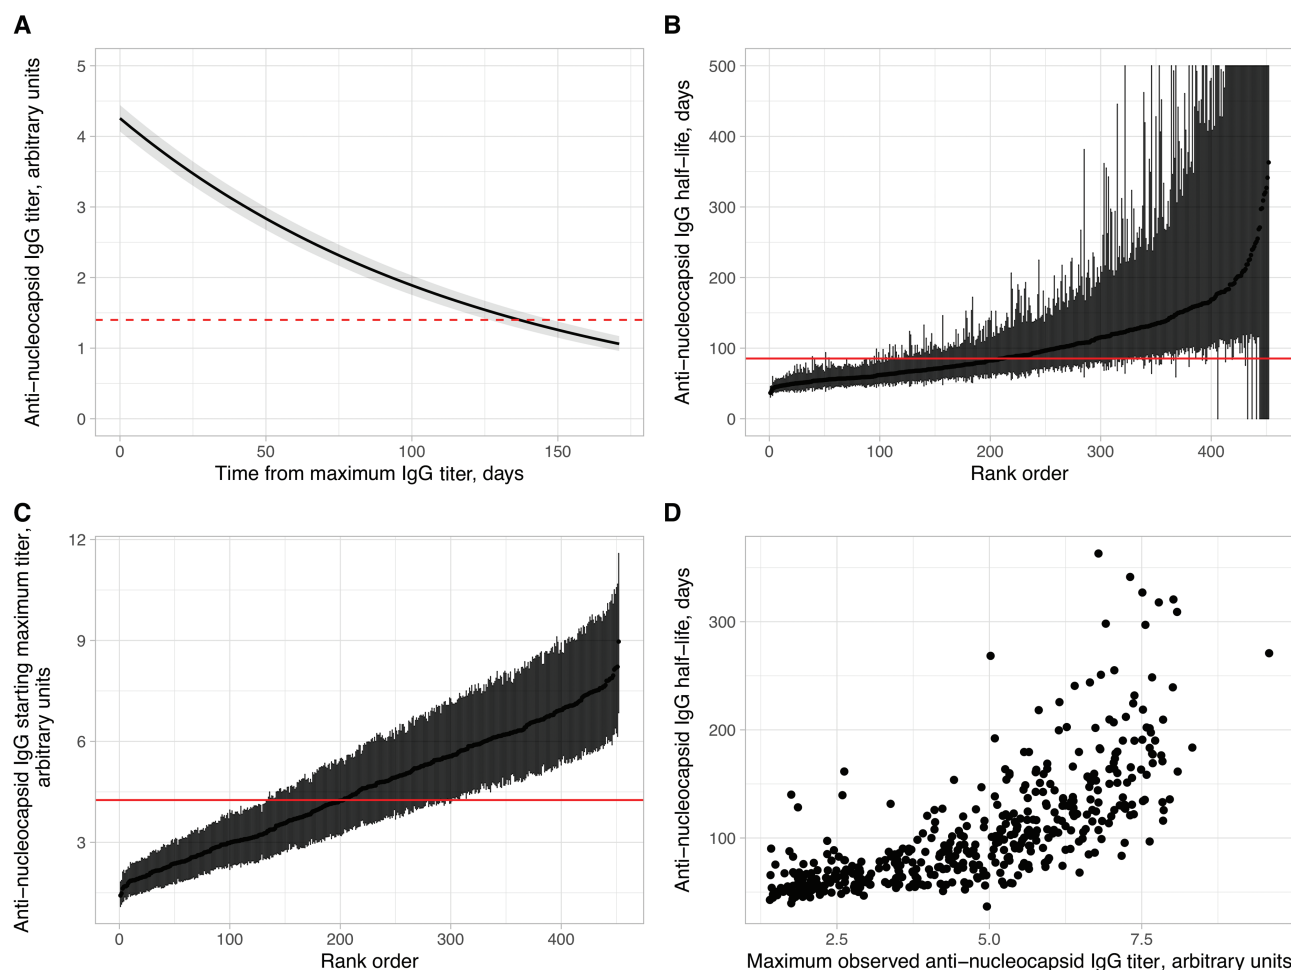 A
Anti−nucleocapsid IgG titer, arbitrary units
5
4
3
2
1
0
0 50 100 150
Time from maximum IgG titer, days
B
Anti−nucleocapsid IgG half−life, days
500
400
300
200
100
0
0 100 200 300 400
Rank order
C
Anti−nucleocapsid IgG starting maximum titer,
arbitrary units
12
9
6
3
0 100 200 300 400
Rank order
D
Anti−nucleocapsid IgG half−life, days
300
200
100
2.5 5.0 7.5
Maximum observed anti−nucleocapsid IgG titer, arbitrary units